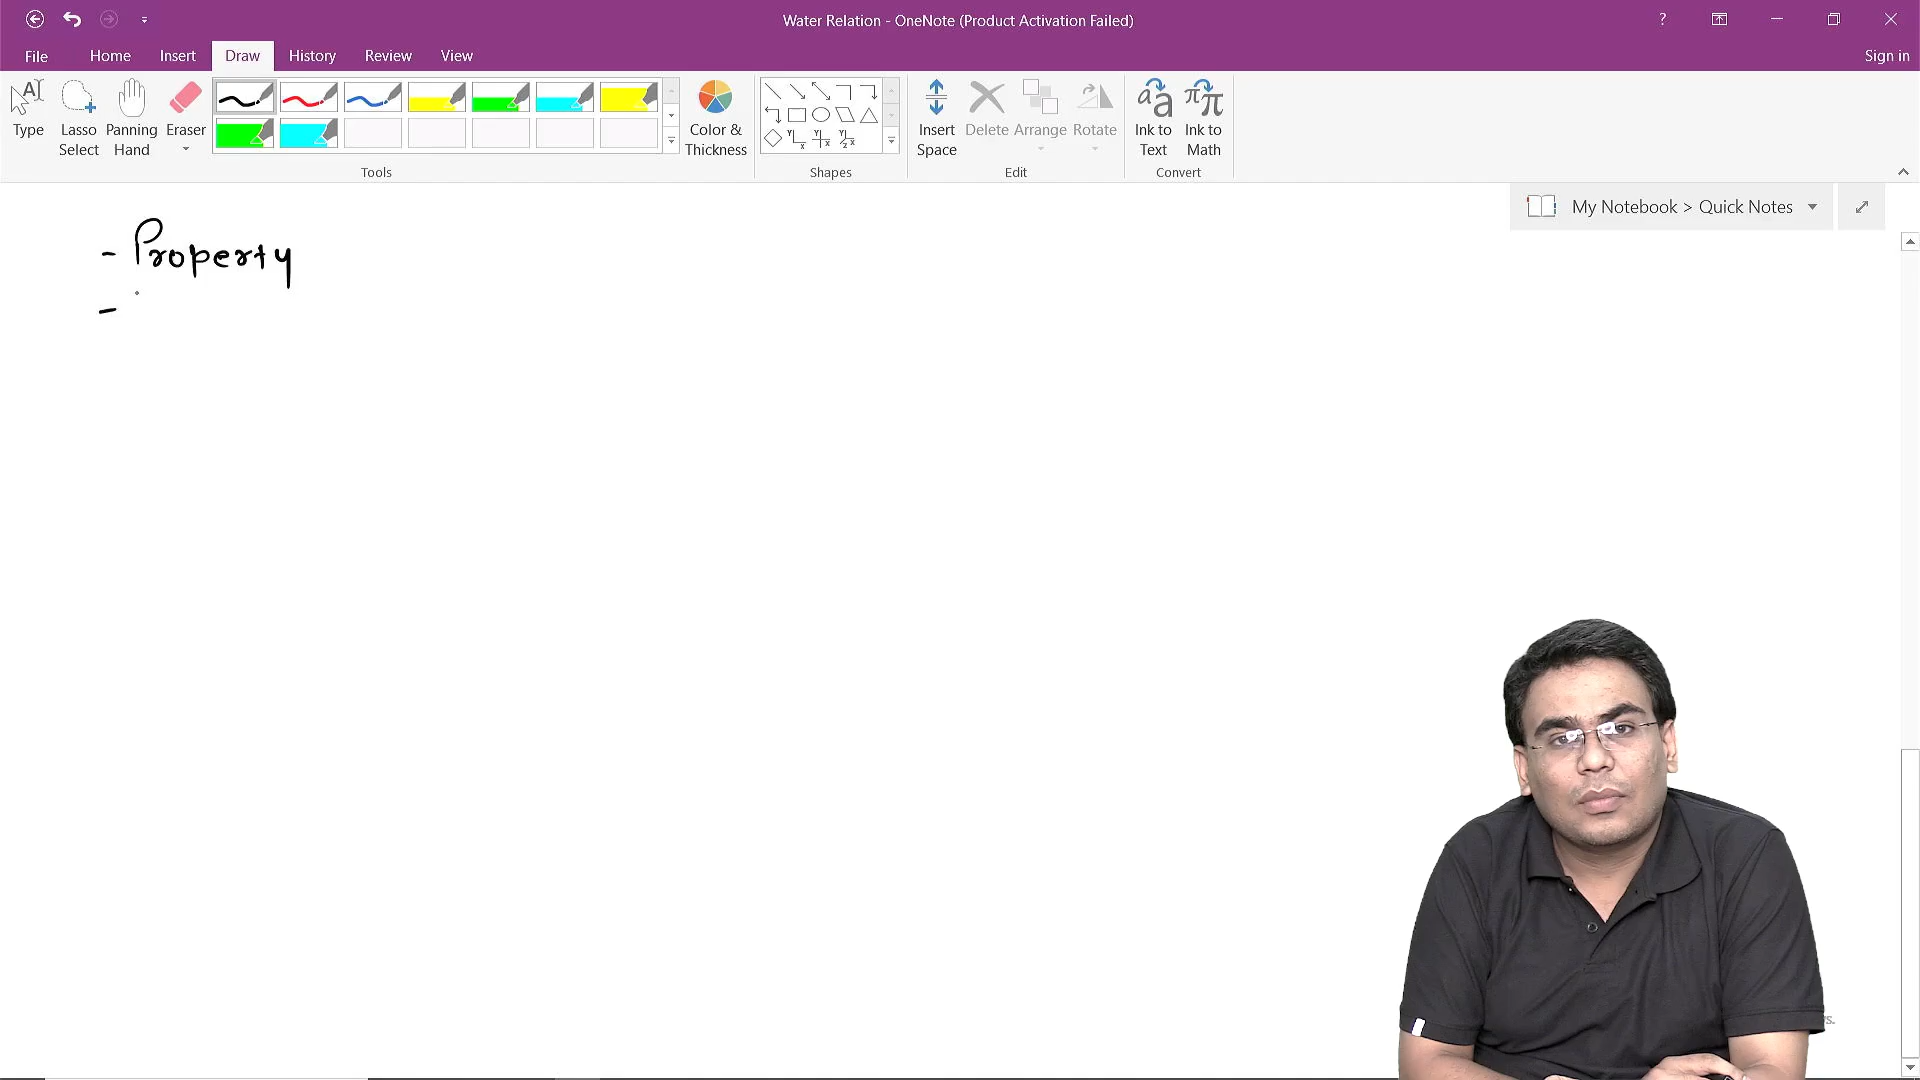 Water Relation - OneNote (Product Activation Failed)
?
File Home Insert Draw History Review View
Sign in
Type
Lasso Select
Panning Hand
Eraser
Color & Thickness
Insert Space
Delete
Arrange
Rotate
Ink to Text
Ink to Math
Tools
Shapes
Edit
Convert
My Notebook > Quick Notes
- Property
-